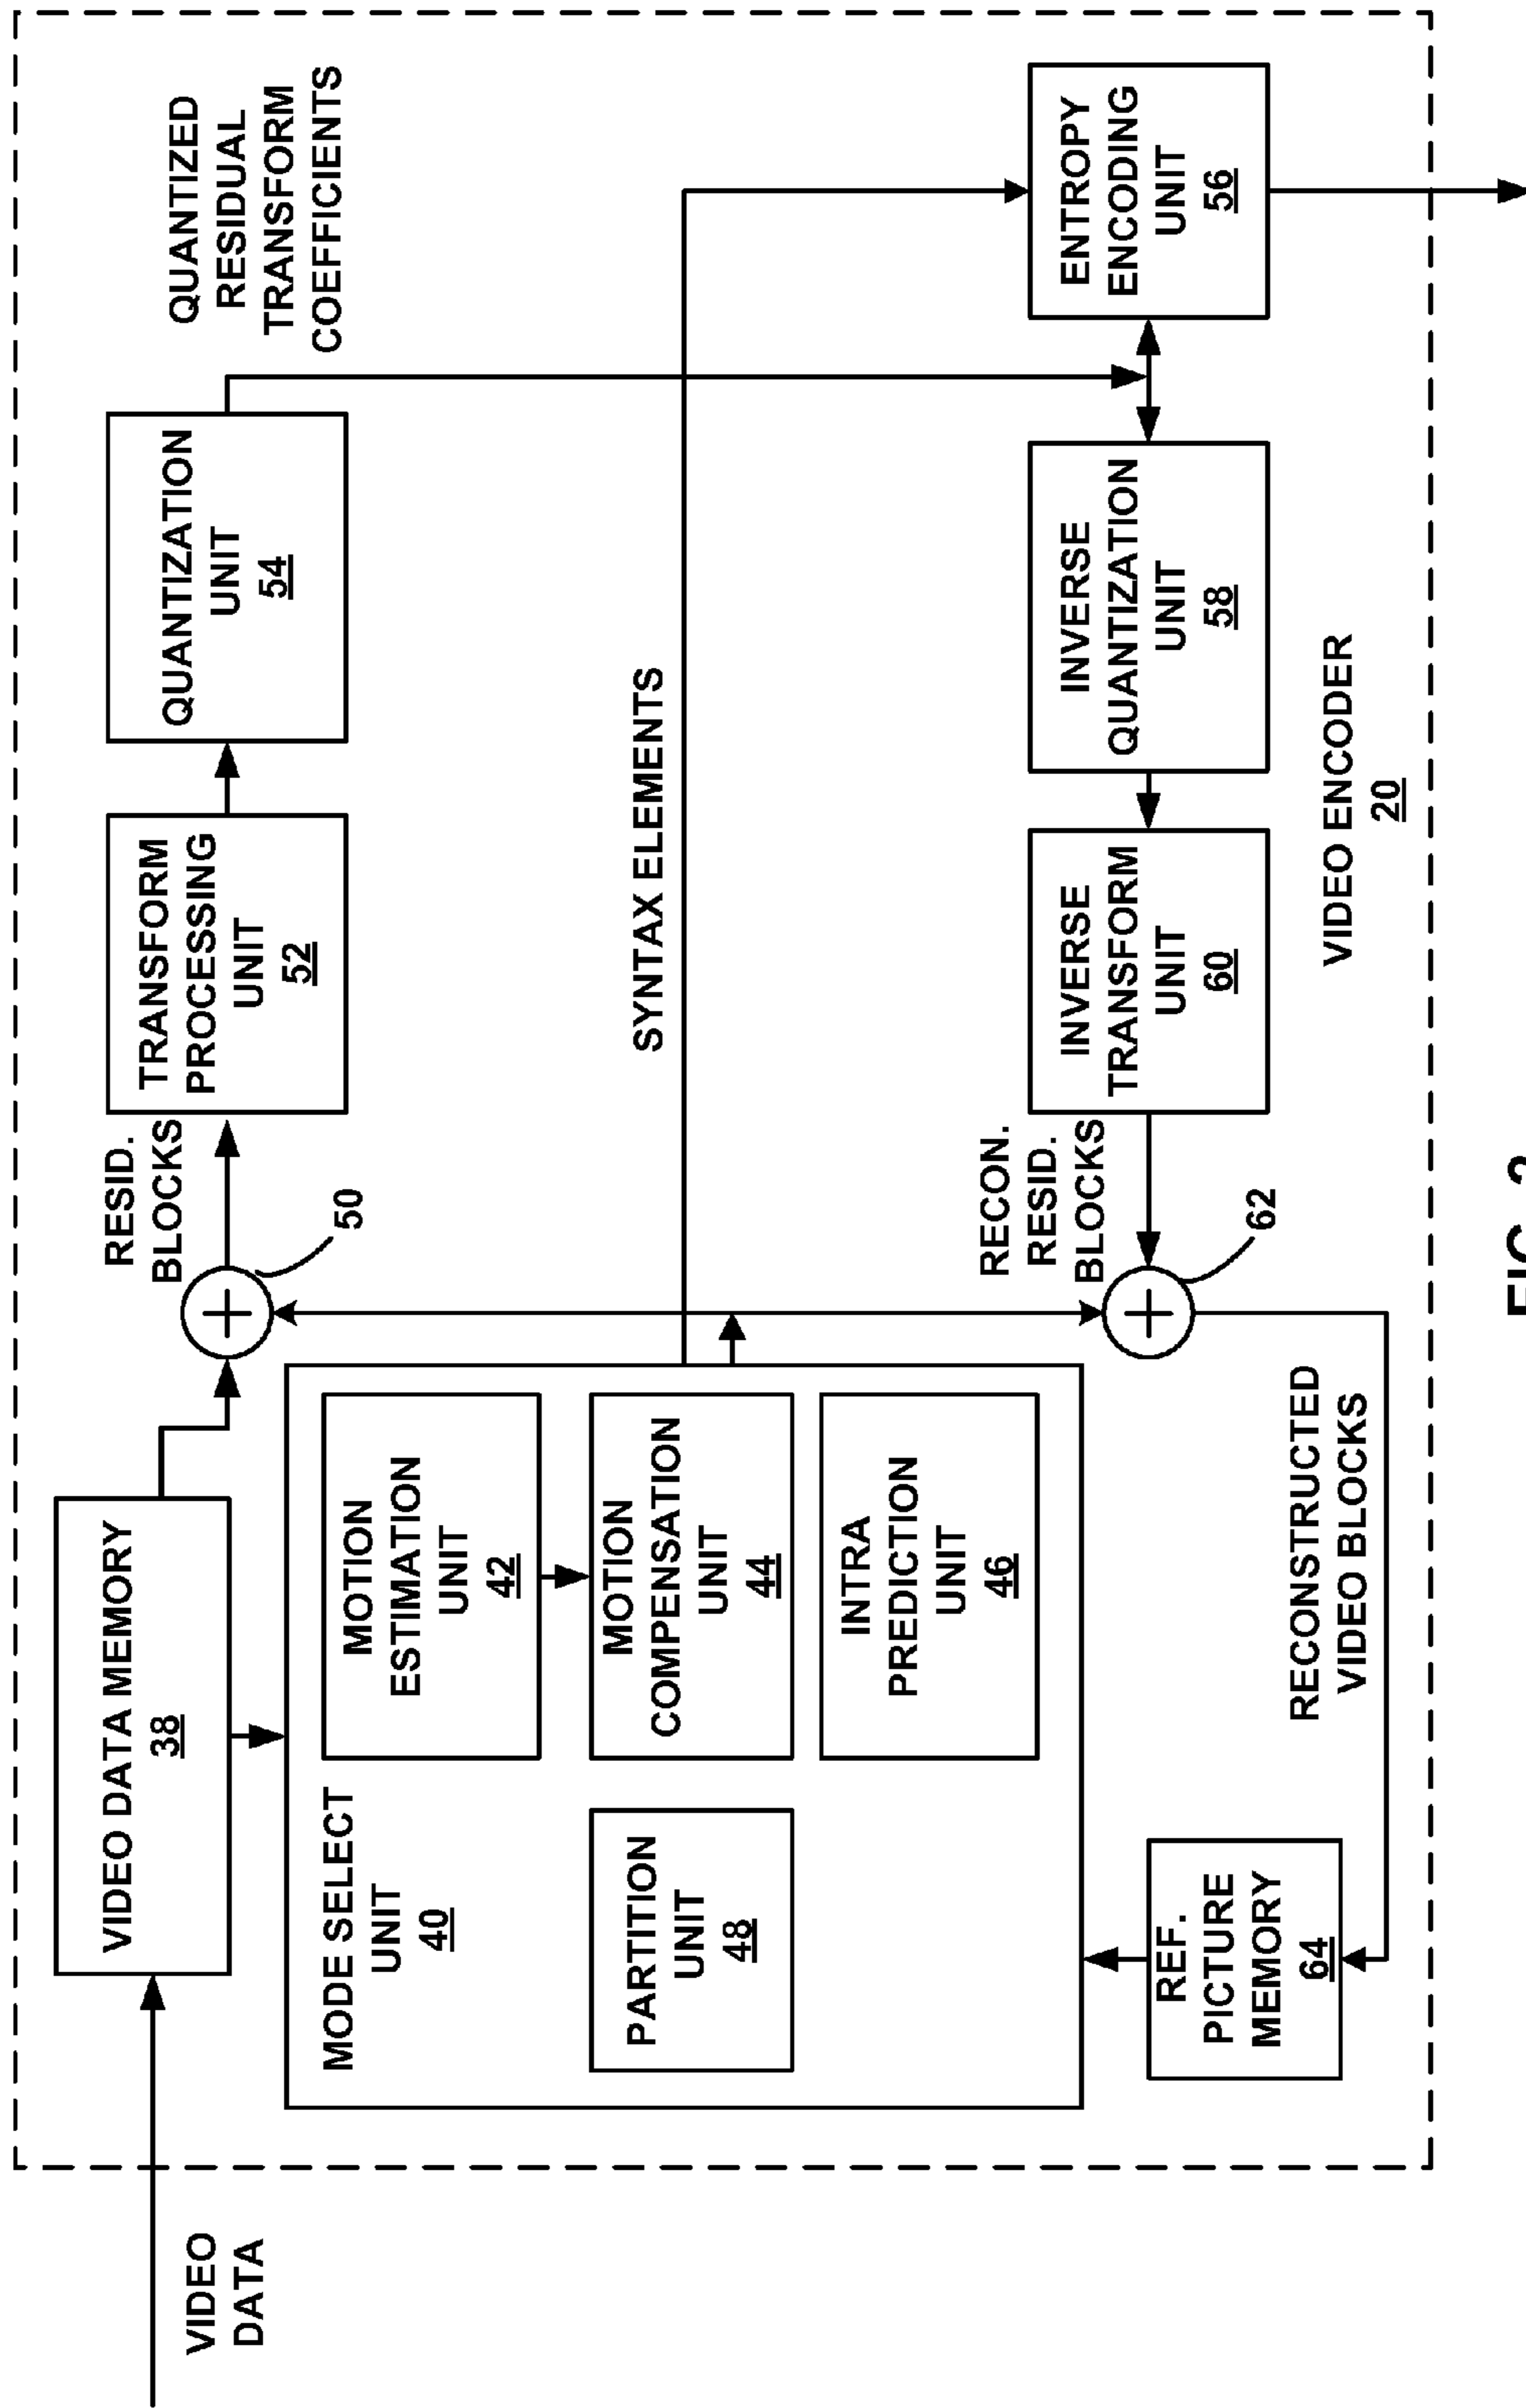 VIDEO
DATA
VIDEO DATA MEMORY
38
MODE SELECT
UNIT
40
PARTITION
UNIT
48
MOTION
ESTIMATION
UNIT
42
MOTION
COMPENSATION
UNIT
44
INTRA
PREDICTION
UNIT
46
REF.
PICTURE
MEMORY
64
RECONSTRUCTED
VIDEO BLOCKS
50
RESID.
BLOCKS
TRANSFORM
PROCESSING
UNIT
52
QUANTIZATION
UNIT
54
QUANTIZED
RESIDUAL
TRANSFORM
COEFFICIENTS
SYNTAX ELEMENTS
62
RECON.
RESID.
BLOCKS
INVERSE
TRANSFORM
UNIT
60
INVERSE
QUANTIZATION
UNIT
58
ENTROPY
ENCODING
UNIT
56
VIDEO ENCODER
20
FIG.